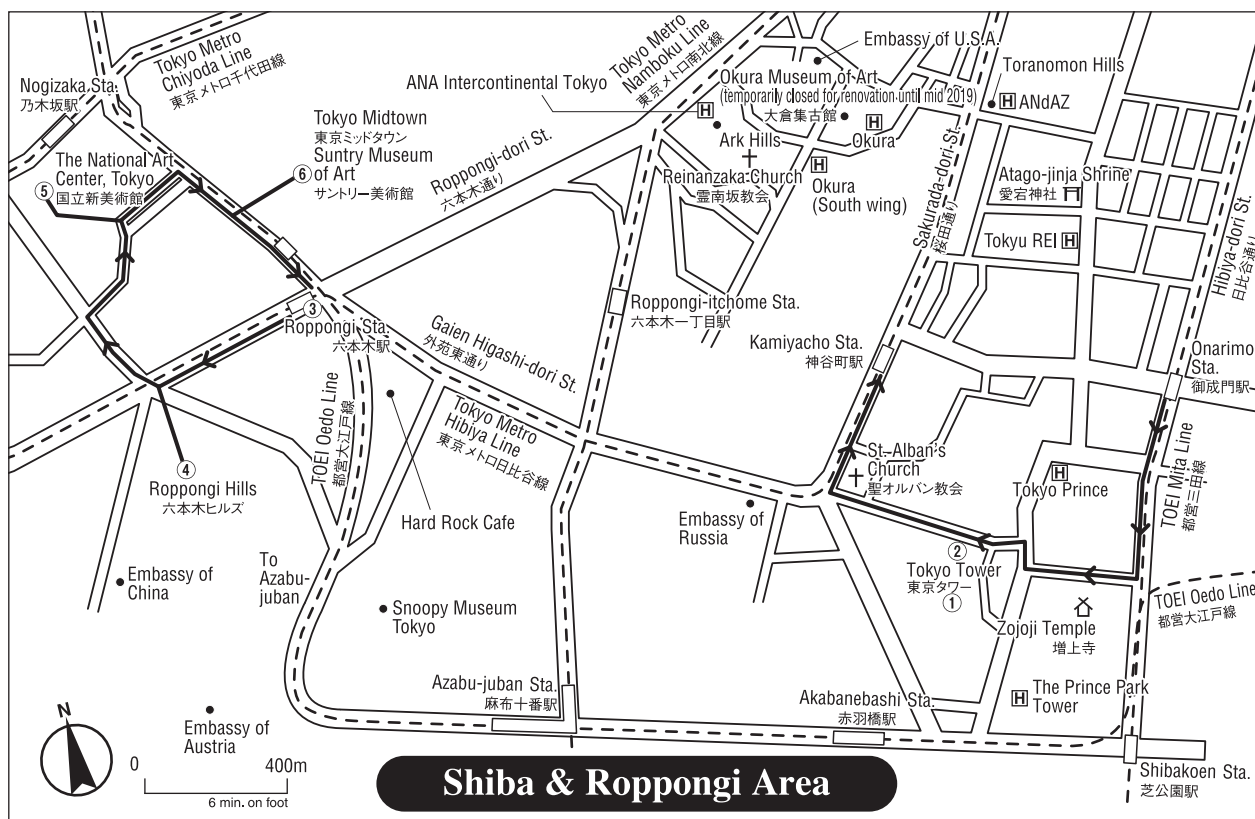 Tokyo Metro
Chiyoda Line
東京メトロ千代田線
Nogizaka Sta.
乃木坂駅
Tokyo Metro
Namboku Line
東京メトロ南北線
ANA Intercontinental Tokyo
H
Embassy of U.S.A.
Okura Museum of Art
(temporarily closed for renovation until mid 2019)
大倉集古館
H
Okura
Toranomon Hills
H ANdAZ
Tokyo Midtown
東京ミッドタウン
⑥ Suntry Museum
of Art
サントリー美術館
The National Art
Center, Tokyo
⑤ 国立新美術館
Roppongi-dori St.
六本木通り
Ark Hills
Reinanzaka Church
霊南坂教会
H
Okura
(South wing)
Sakurada-dori St.
桜田通り
Atago-jinja Shrine
愛宕神社
Tokyu REI H
Hibiya-dori St.
日比谷通り
③
Roppongi Sta.
六本木駅
Gaien Higashi-dori St.
外苑東通り
Roppongi-itchome Sta.
六本木一丁目駅
Kamiyacho Sta.
神谷町駅
Onarimon
Sta.
御成門駅
TOEI Oedo Line
都営大江戸線
Tokyo Metro
Hibiya Line
東京メトロ日比谷線
④
Roppongi Hills
六本木ヒルズ
Hard Rock Cafe
St. Alban's
Church
聖オルバン教会
H
Tokyo Prince
TOEI Mita Line
都営三田線
Embassy of
Russia
②
Tokyo Tower
東京タワー
①
Embassy of
China
To
Azabu-
juban
Snoopy Museum
Tokyo
Zojoji Temple
増上寺
TOEI Oedo Line
都営大江戸線
Azabu-juban Sta.
麻布十番駅
Akabanebashi Sta.
赤羽橋駅
H The Prince Park
Tower
Embassy of
Austria
Shibakoen Sta.
芝公園駅
N
0 400m
6 min. on foot
Shiba & Roppongi Area